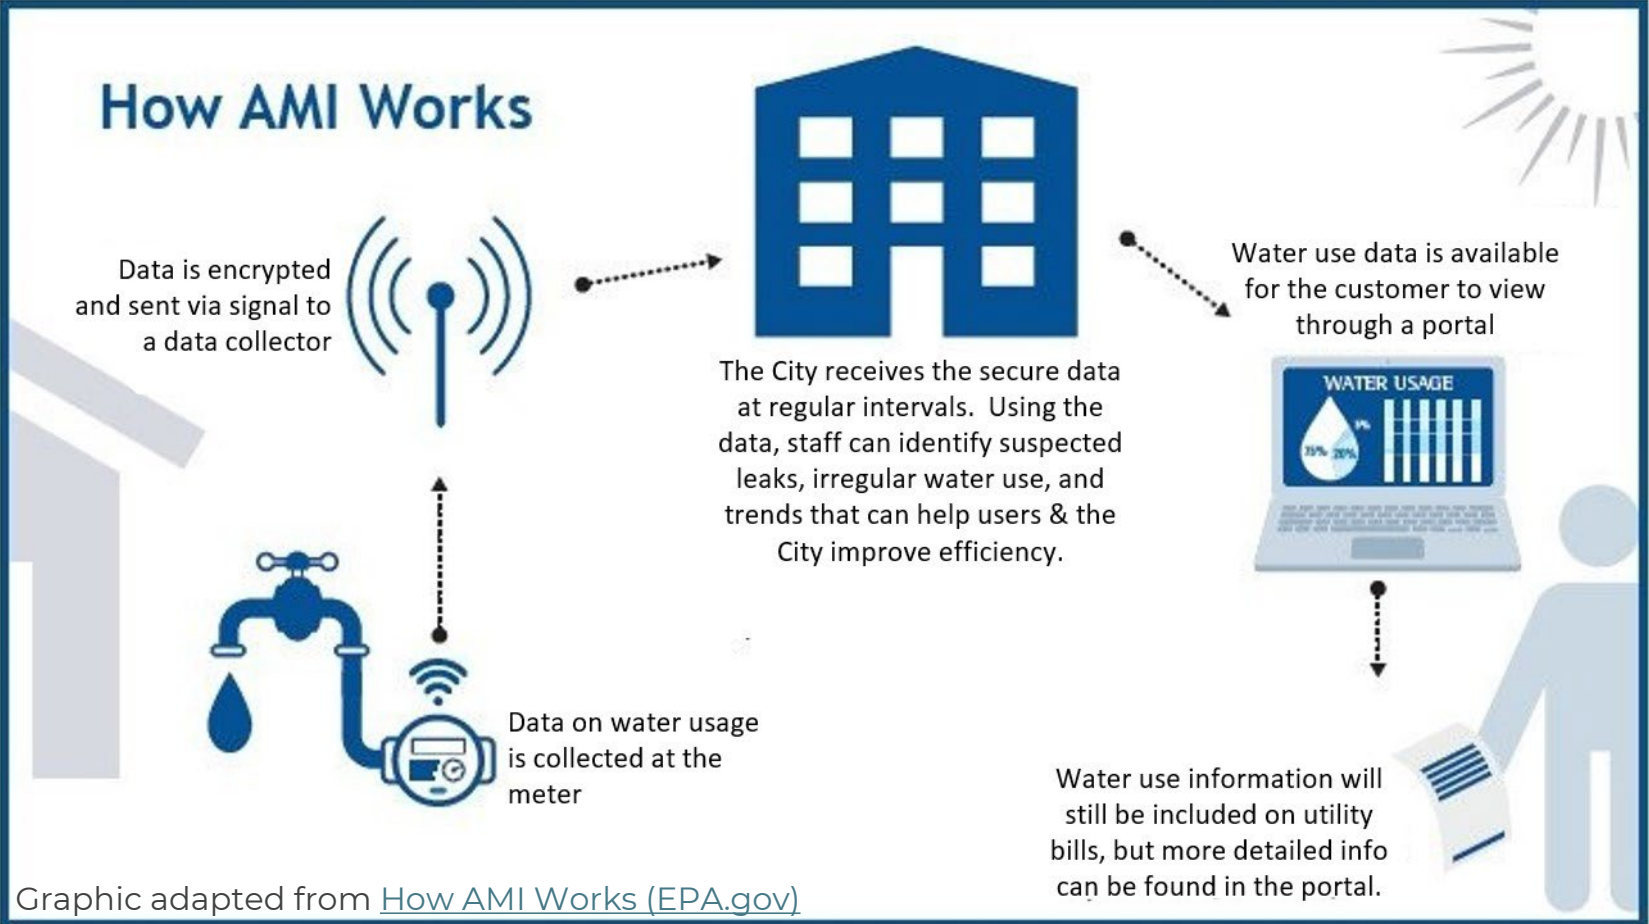 How AMI Works
Data is encrypted
and sent via signal to
a data collector
The City receives the secure data
at regular intervals.  Using the
data, staff can identify suspected
leaks, irregular water use, and
trends that can help users & the
City improve efficiency.
Water use data is available
for the customer to view
through a portal
WATER USAGE
20%
Data on water usage
is collected at the
meter
Water use information will
still be included on utility
bills, but more detailed info
can be found in the portal.
Graphic adapted from How AMI Works (EPA.gov)